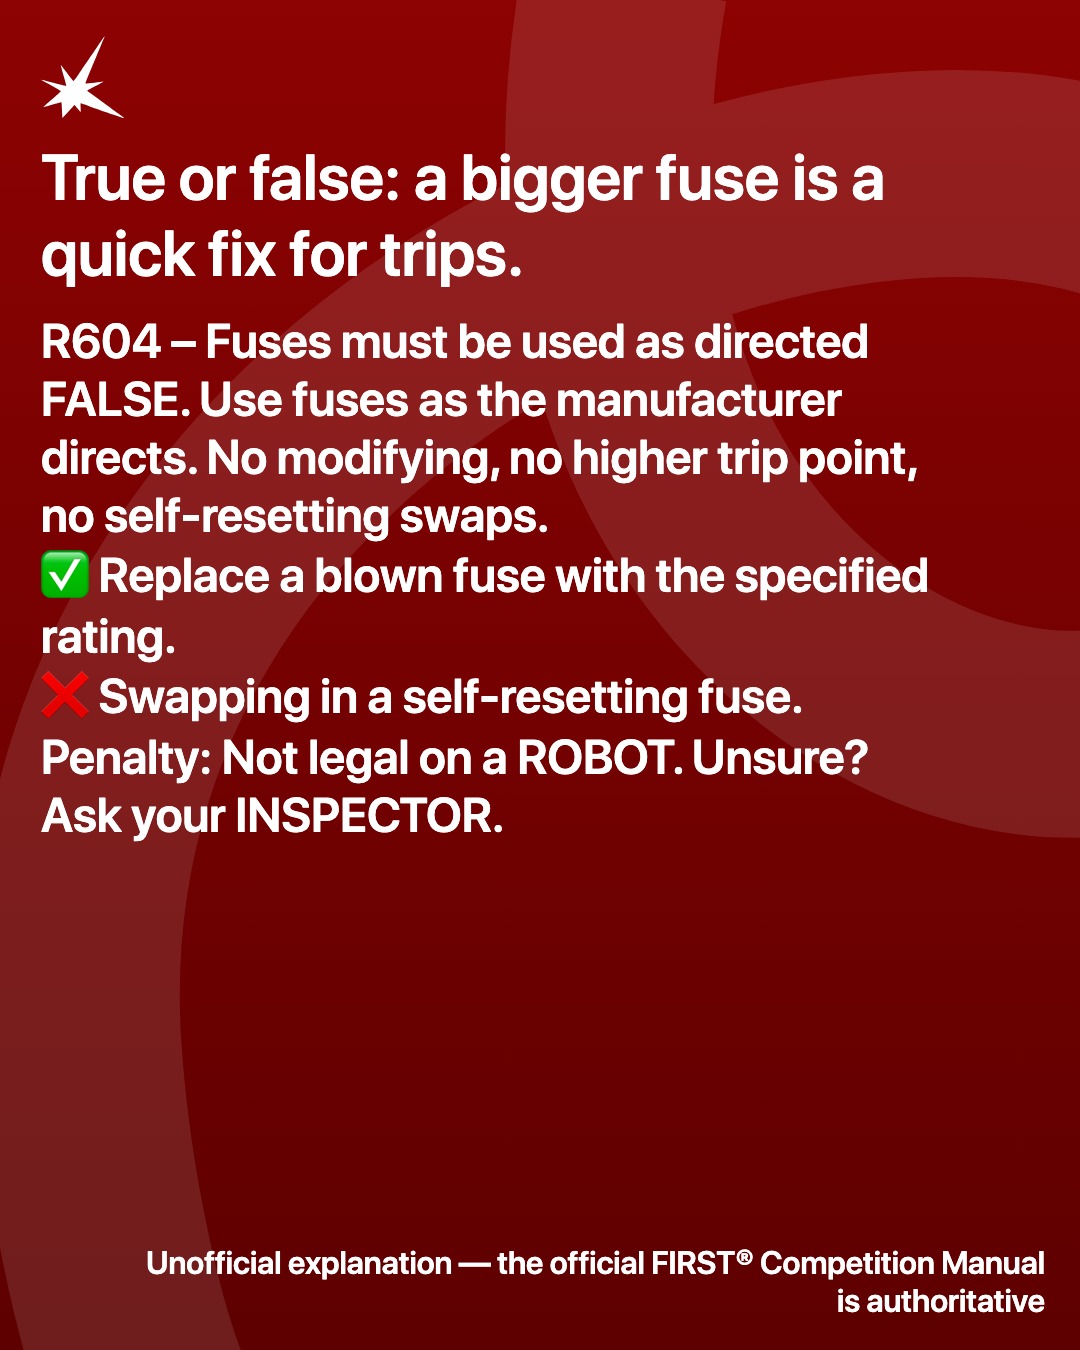 True or false: a bigger fuse is a
quick fix for trips.
R604 – Fuses must be used as directed
FALSE. Use fuses as the manufacturer
directs. No modifying, no higher trip point,
no self-resetting swaps.
✅ Replace a blown fuse with the specified
rating.
❌ Swapping in a self-resetting fuse.
Penalty: Not legal on a ROBOT. Unsure?
Ask your INSPECTOR.
Unofficial explanation — the official FIRST® Competition Manual
is authoritative